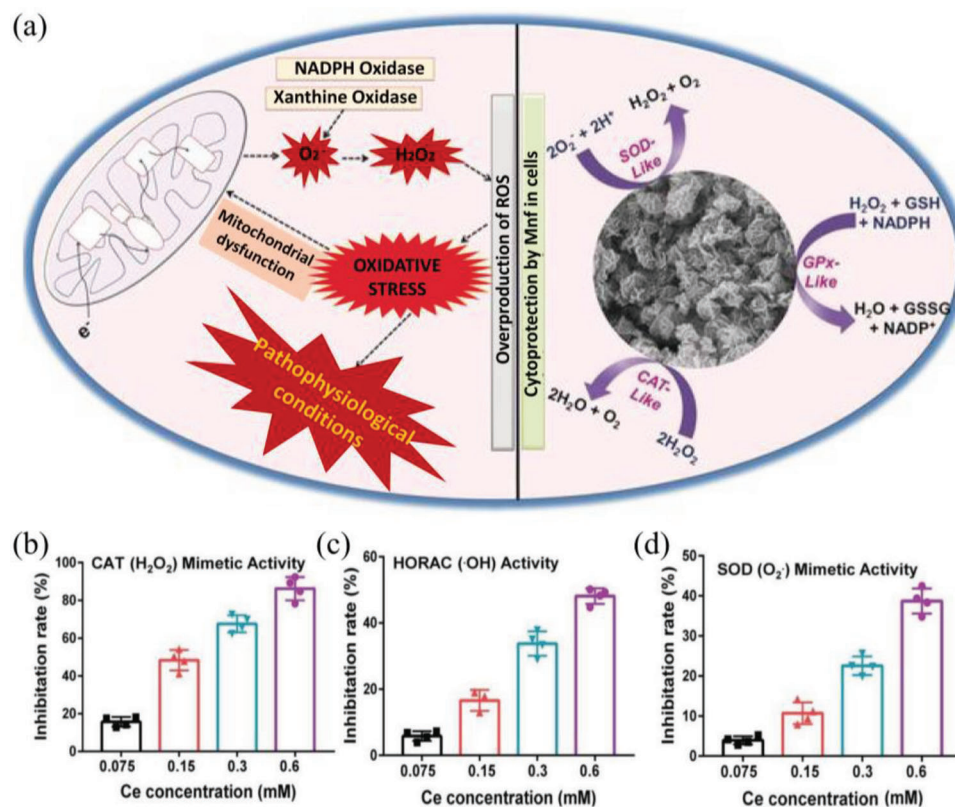 (a)
NADPH Oxidase
Xanthine Oxidase
O₂⁻
H₂O₂
Mitochondrial
dysfunction
OXIDATIVE
STRESS
e⁻
Pathophysiological
conditions
Overproduction of ROS
Cytoprotection by Mnf in cells
2O₂⁻ + 2H⁺
H₂O₂ + O₂
SOD-
Like
H₂O₂ + GSH
+ NADPH
GPx-
Like
H₂O + GSSG
+ NADP⁺
CAT-
Like
2H₂O + O₂
2H₂O₂
(b)
CAT (H₂O₂) Mimetic Activity
Inhibitation rate (%)
100
80
60
40
20
0
0.075 0.15 0.3 0.6
Ce concentration (mM)
(c)
HORAC (·OH) Activity
Inhibitation rate (%)
60
40
20
0
0.075 0.15 0.3 0.6
Ce concentration (mM)
(d)
SOD (O₂·) Mimetic Activity
Inhibitation rate (%)
50
40
30
20
10
0
0.075 0.15 0.3 0.6
Ce concentration (mM)